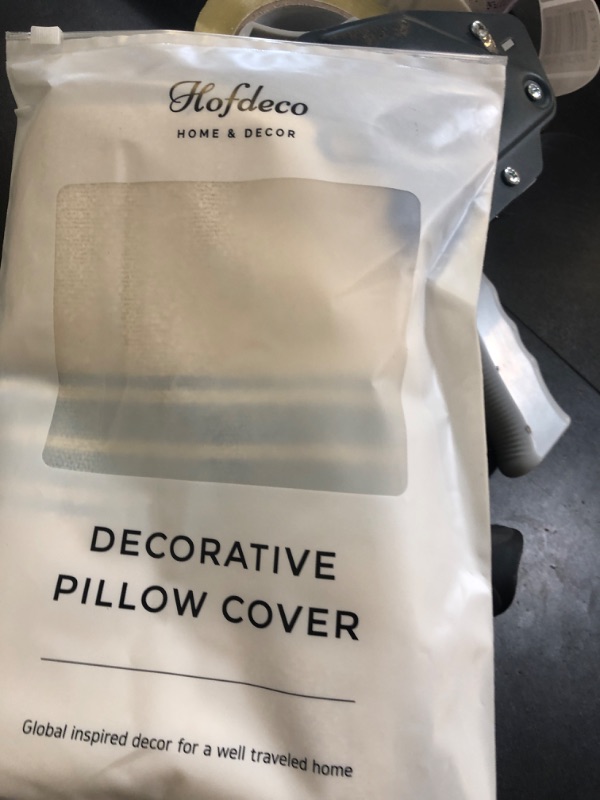 Hofdeco
HOME & DECOR
DECORATIVE
PILLOW COVER
Global inspired decor for a well traveled home